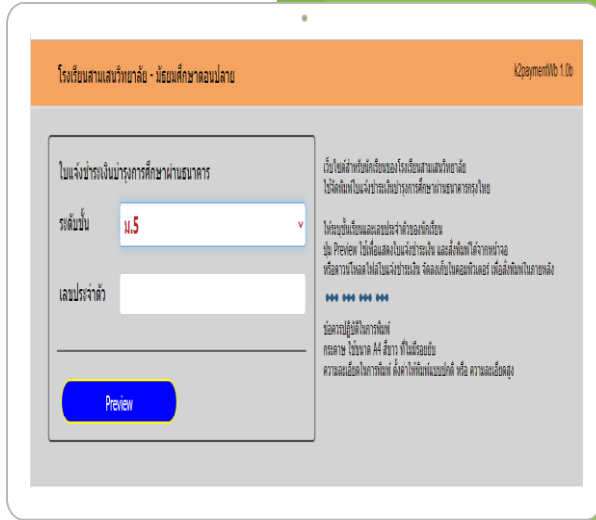 โรงเรียนสามเสนวิทยาลัย - มัธยมศึกษาตอนปลาย
k2paymentWb 1.0b
ใบแจ้งชำระเงินบำรุงการศึกษาผ่านธนาคาร
ระดับชั้น
ม.5
เลขประจำตัว
Preview
เว็บไซต์สำหรับนักเรียนของโรงเรียนสามเสนวิทยาลัย
ใช้จัดพิมพ์ใบแจ้งชำระเงินบำรุงการศึกษาผ่านธนาคารกรุงไทย
ให้ระบุชั้นเรียนและเลขประจำตัวของนักเรียน
ปุ่ม Preview ใช้เพื่อแสดงใบแจ้งชำระเงิน และสั่งพิมพ์ได้จากหน้าจอ
หรือดาวน์โหลดไฟล์ใบแจ้งชำระเงิน จัดลงเก็บในคอมพิวเตอร์ เพื่อสั่งพิมพ์ในภายหลัง
*** *** *** ***
ข้อควรปฏิบัติในการพิมพ์
กระดาษ ใช้ขนาด A4 สีขาว ที่ไม่มีรอยยับ
ความละเอียดในการพิมพ์ ตั้งค่าให้พิมพ์แบบปกติ หรือ ความละเอียดสูง